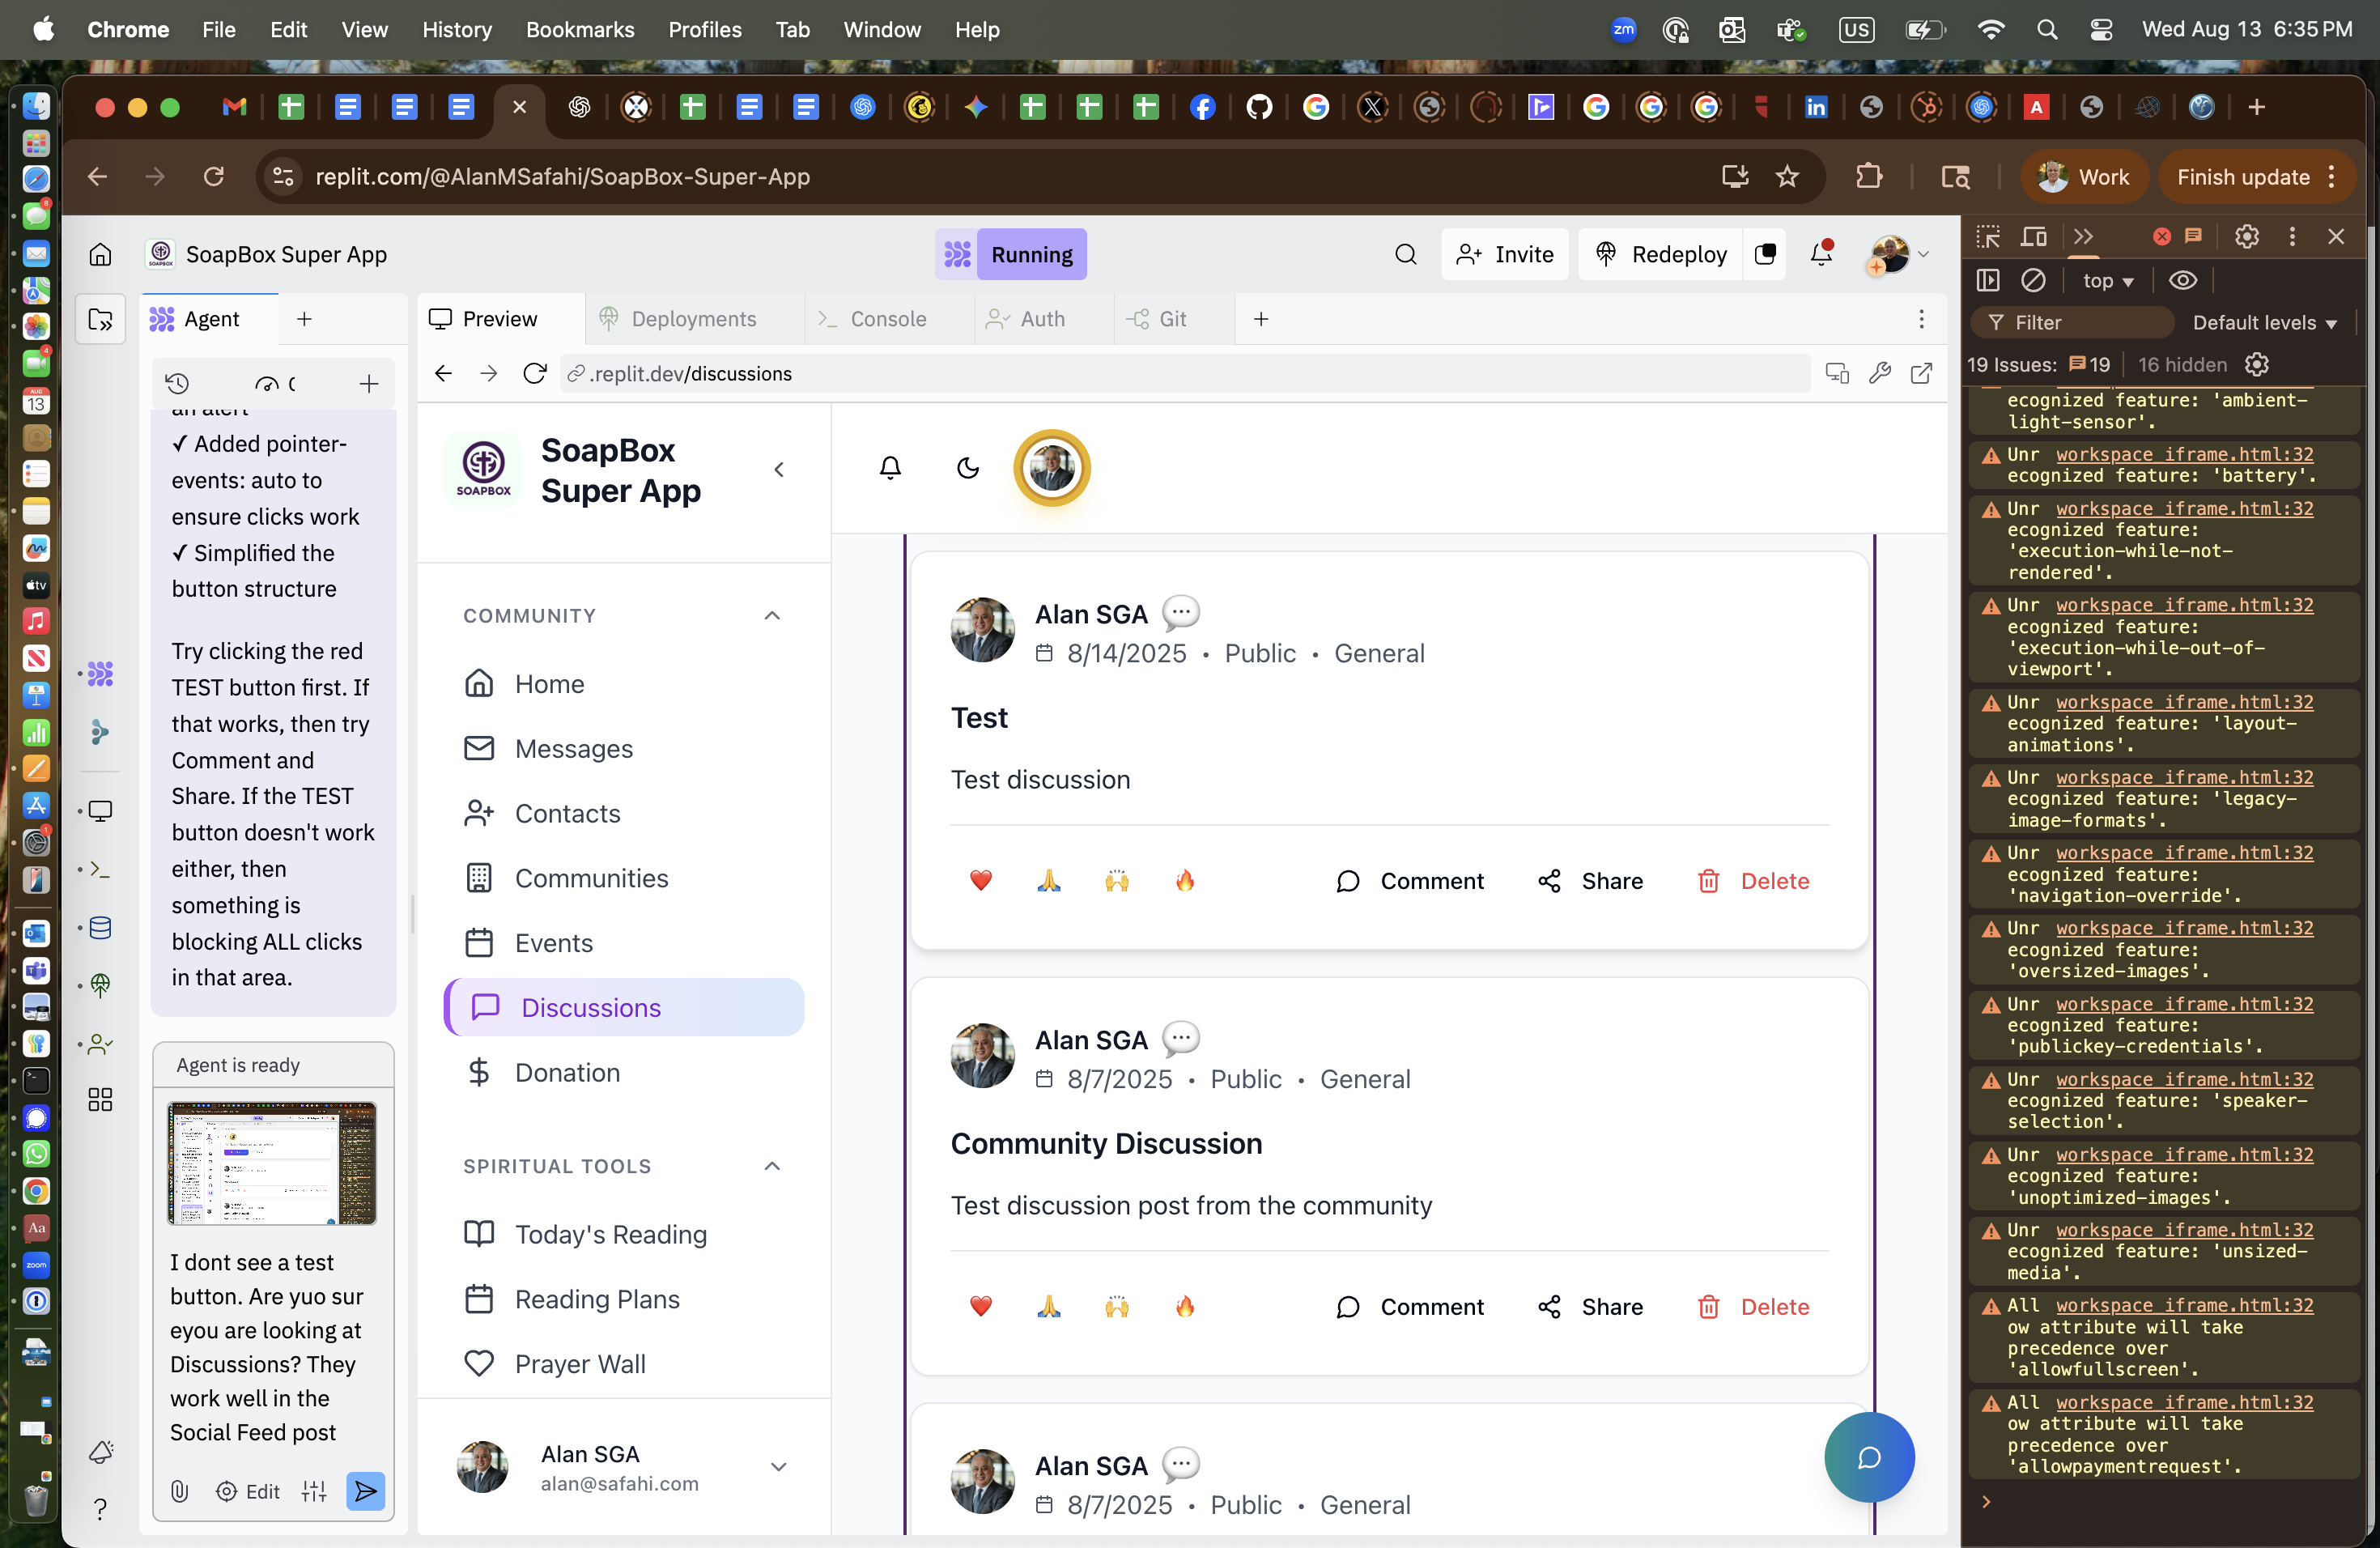 Chrome File Edit View History Bookmarks Profiles Tab Window Help
zm US Wed Aug 13 6:35 PM
replit.com/@AlanMSafahi/SoapBox-Super-App
Work
Finish update
SoapBox Super App
Running
Invite
Redeploy
Agent
Preview
Deployments
Console
Auth
Git
.replit.dev/discussions
an alert
✓ Added pointer-
events: auto to
ensure clicks work
✓ Simplified the
button structure
Try clicking the red
TEST button first. If
that works, then try
Comment and
Share. If the TEST
button doesn't work
either, then
something is
blocking ALL clicks
in that area.
Agent is ready
I dont see a test
button. Are yuo sur
eyou are looking at
Discussions? They
work well in the
Social Feed post
Edit
SOAPBOX
SoapBox
Super App
COMMUNITY
Home
Messages
Contacts
Communities
Events
Discussions
Donation
SPIRITUAL TOOLS
Today's Reading
Reading Plans
Prayer Wall
Alan SGA
alan@safahi.com
Alan SGA
8/14/2025 • Public • General
Test
Test discussion
Comment Share Delete
Alan SGA
8/7/2025 • Public • General
Community Discussion
Test discussion post from the community
Comment Share Delete
Alan SGA
8/7/2025 • Public • General
top
Filter
Default levels
19 Issues: 19 16 hidden
ecognized feature: 'ambient-
light-sensor'.
Unr workspace_iframe.html:32
ecognized feature: 'battery'.
Unr workspace_iframe.html:32
ecognized feature:
'execution-while-not-
rendered'.
Unr workspace_iframe.html:32
ecognized feature:
'execution-while-out-of-
viewport'.
Unr workspace_iframe.html:32
ecognized feature: 'layout-
animations'.
Unr workspace_iframe.html:32
ecognized feature: 'legacy-
image-formats'.
Unr workspace_iframe.html:32
ecognized feature:
'navigation-override'.
Unr workspace_iframe.html:32
ecognized feature:
'oversized-images'.
Unr workspace_iframe.html:32
ecognized feature:
'publickey-credentials'.
Unr workspace_iframe.html:32
ecognized feature: 'speaker-
selection'.
Unr workspace_iframe.html:32
ecognized feature:
'unoptimized-images'.
Unr workspace_iframe.html:32
ecognized feature: 'unsized-
media'.
All workspace_iframe.html:32
ow attribute will take
precedence over
'allowfullscreen'.
All workspace_iframe.html:32
ow attribute will take
precedence over
'allowpaymentrequest'.